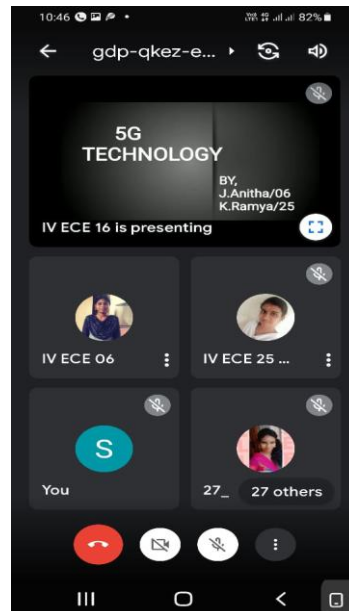 10:46
82%
gdp-qkez-e...
5G
TECHNOLOGY
BY,
J.Anitha/06
K.Ramya/25
IV ECE 16 is presenting
IV ECE 06
IV ECE 25 ...
S
You
27_
27 others